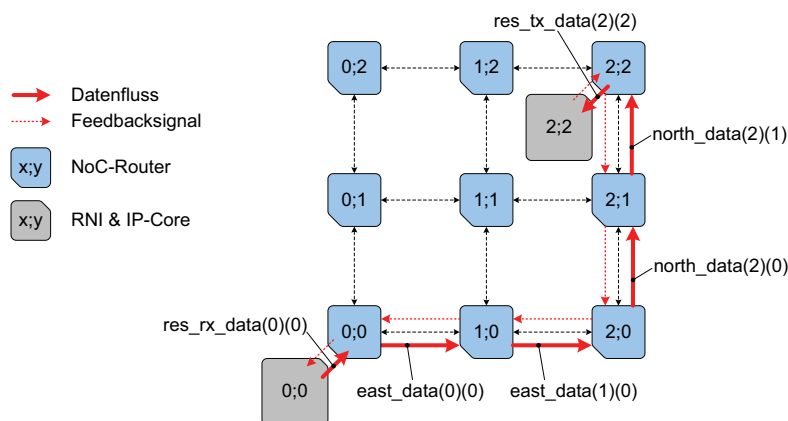 res_tx_data(2)(2)
0;2
1;2
2;2
Datenfluss
Feedbacksignal
2;2
north_data(2)(1)
x;y
NoC-Router
0;1
1;1
2;1
x;y
RNI & IP-Core
north_data(2)(0)
res_rx_data(0)(0)
0;0
1;0
2;0
0;0
east_data(0)(0)
east_data(1)(0)